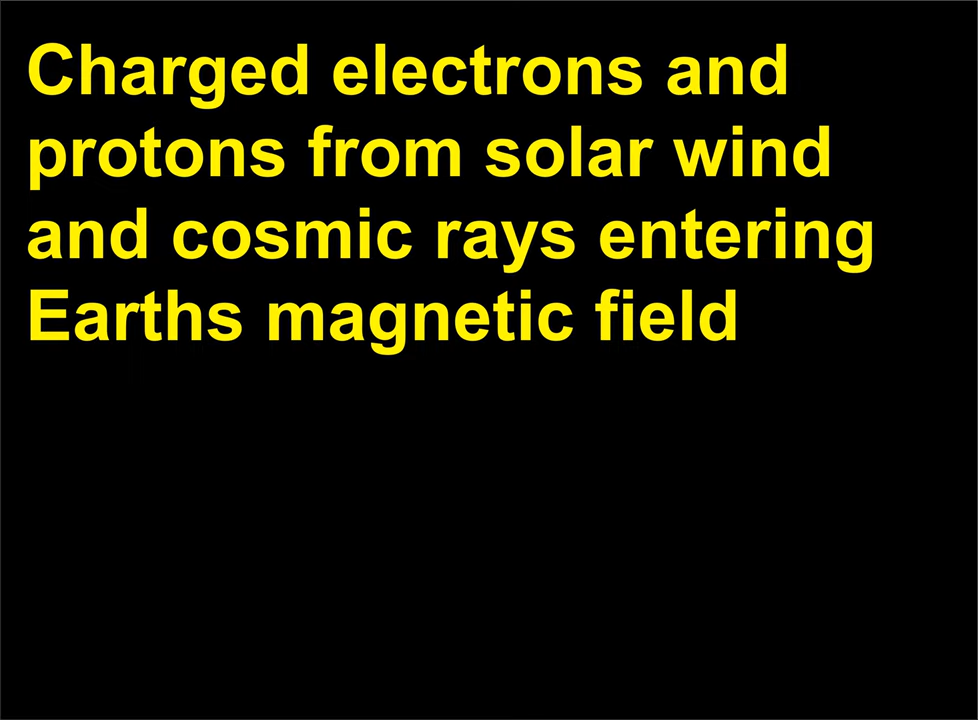 Charged electrons and
protons from solar wind
and cosmic rays entering
Earths magnetic field